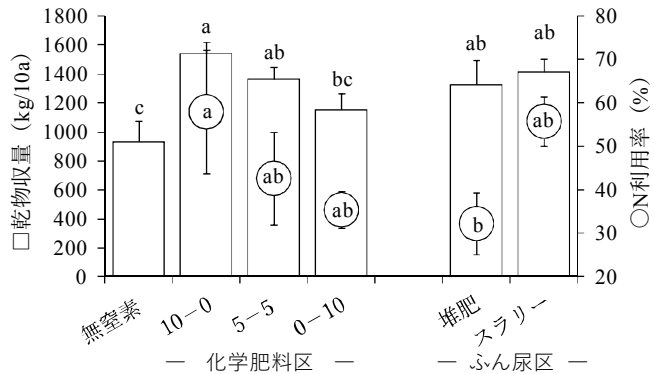 1800
1600
1400
1200
1000
800
600
400
200
0
□乾物収量（kg/10a）
80
70
60
50
40
30
20
○N利用率（%）
c
a
ab
bc
ab
ab
a
ab
ab
b
ab
無窒素
10－0
5－5
0－10
堆肥
スラリー
― 化学肥料区 ―
― ふん尿区 ―